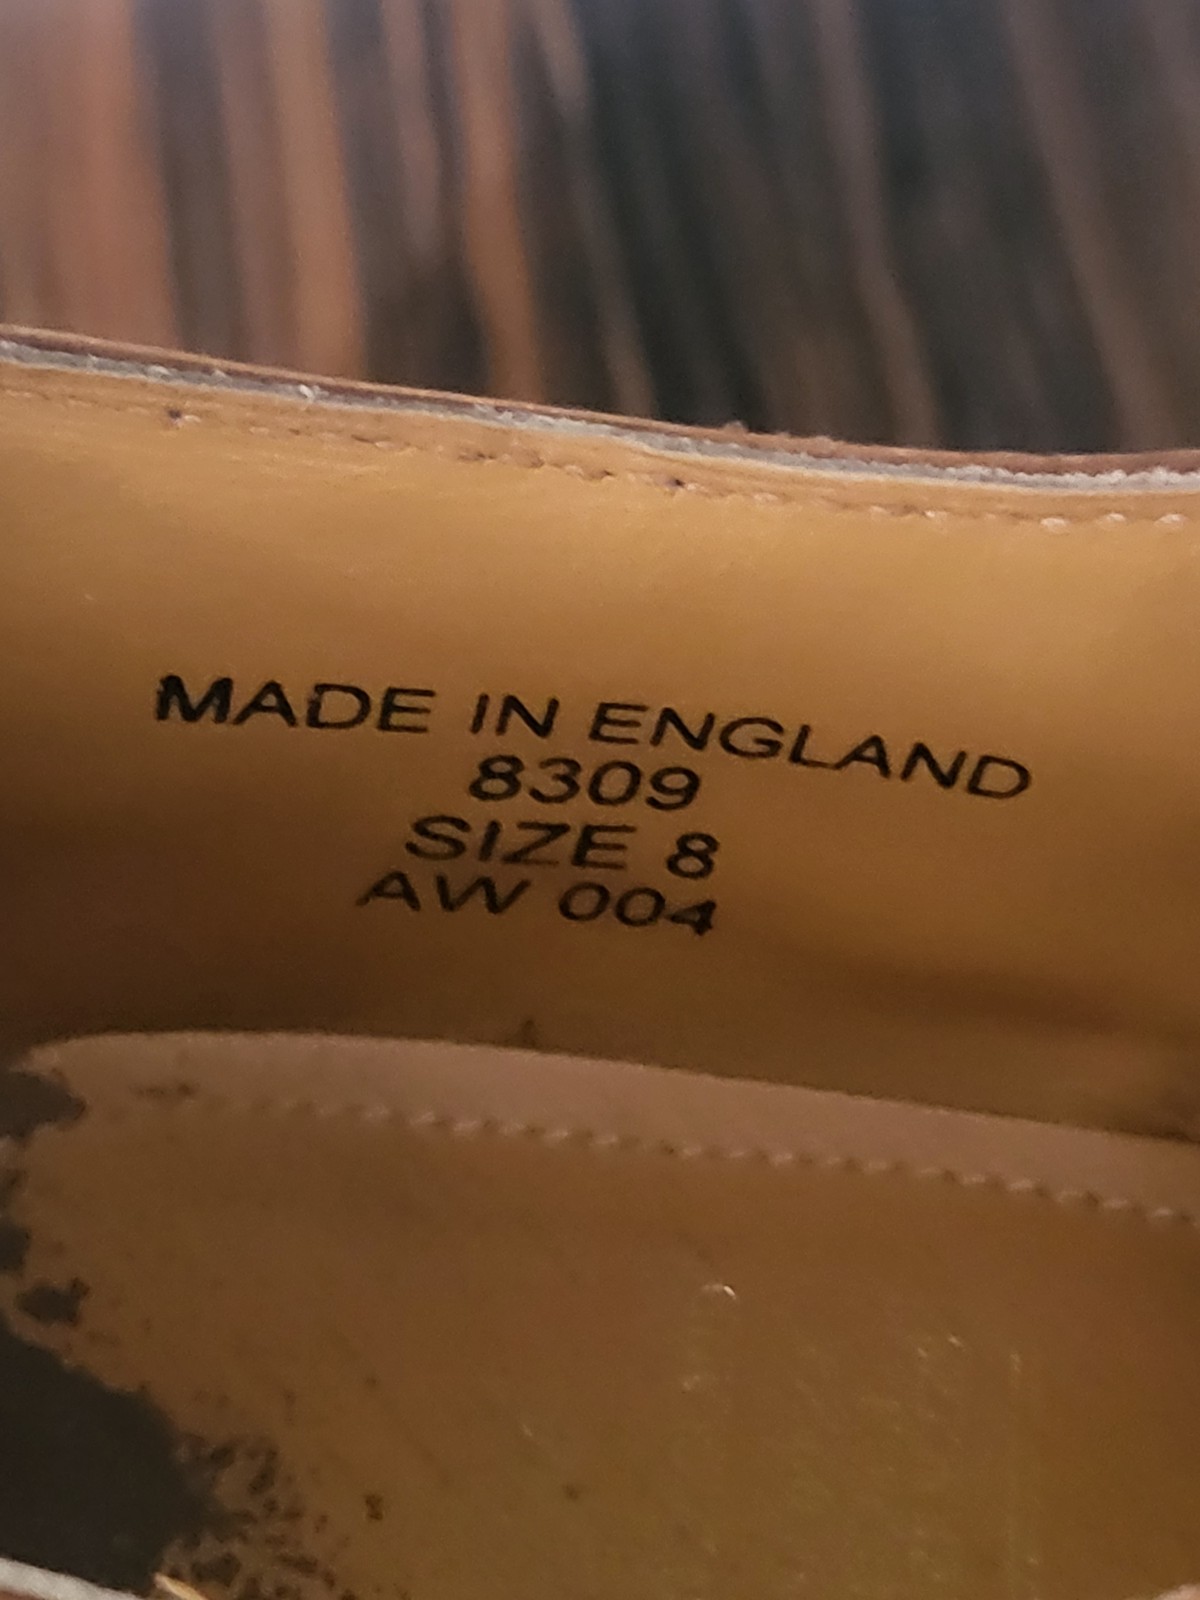 MADE IN ENGLAND
8309
SIZE 8
AW 004